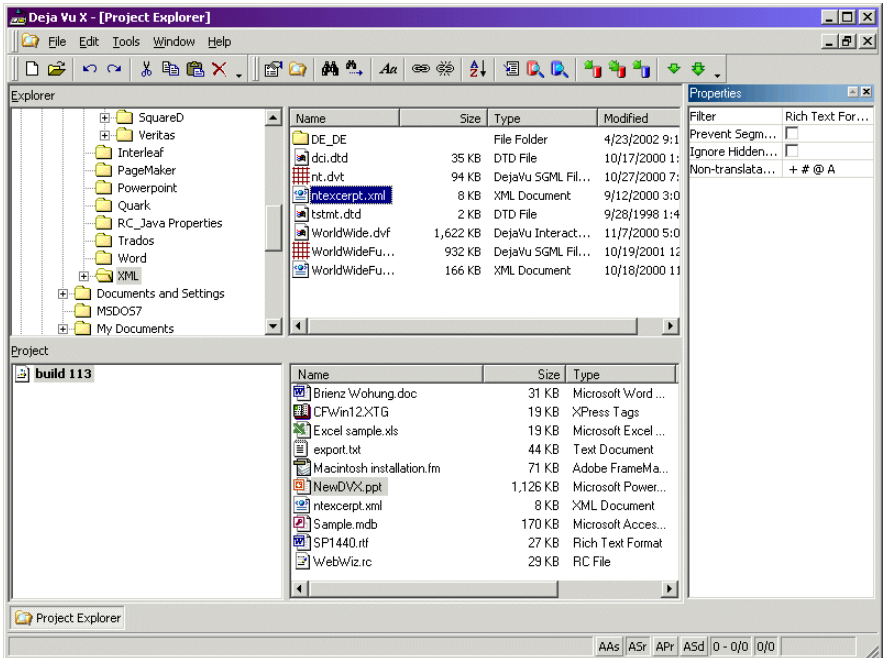 Deja Vu X - [Project Explorer]
File Edit Tools Window Help
Explorer
SquareD
Veritas
Interleaf
PageMaker
Powerpoint
Quark
RC_Java Properties
Trados
Word
XML
Documents and Settings
MSDOS7
My Documents
Name Size Type Modified
DE_DE File Folder 4/23/2002 9:1
dci.dtd 35 KB DTD File 10/17/2000 1:
nt.dvt 94 KB DejaVu SGML Fil... 10/27/2000 7:
ntexcerpt.xml 8 KB XML Document 9/12/2000 3:0
tstmt.dtd 2 KB DTD File 9/28/1998 1:4
WorldWide.dvf 1,622 KB DejaVu Interact... 11/7/2000 5:0
WorldWideFu... 932 KB DejaVu SGML Fil... 10/19/2001 12
WorldWideFu... 166 KB XML Document 10/18/2000 11
Properties
Filter Rich Text For...
Prevent Segm...
Ignore Hidden...
Non-translata... + # @ A
Project
build 113
Name Size Type
Brienz Wohung.doc 31 KB Microsoft Word ...
CFWin12.XTG 19 KB XPress Tags
Excel sample.xls 19 KB Microsoft Excel ...
export.txt 44 KB Text Document
Macintosh installation.fm 71 KB Adobe FrameMa...
NewDVX.ppt 1,126 KB Microsoft Power...
ntexcerpt.xml 8 KB XML Document
Sample.mdb 170 KB Microsoft Acces...
SP1440.rtf 27 KB Rich Text Format
WebWiz.rc 29 KB RC File
Project Explorer
AAs ASr APr ASd 0 - 0/0 0/0